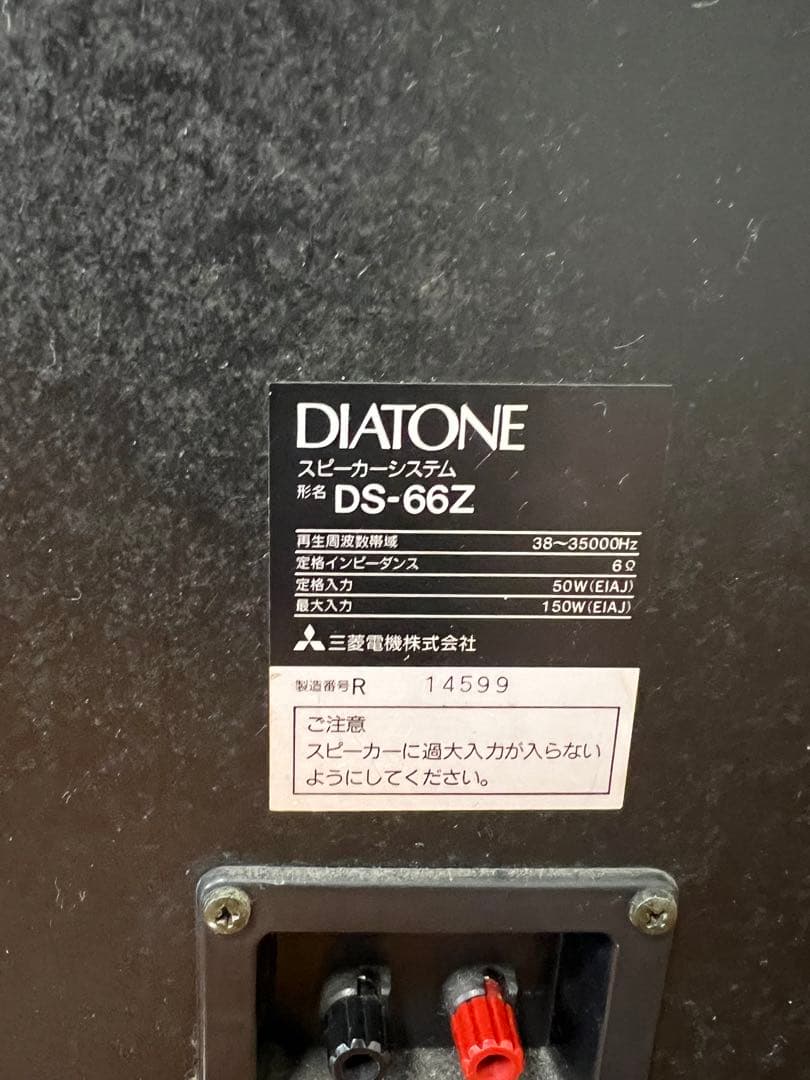 DIATONE
スピーカーシステム
形名 DS-66Z
再生周波数帯域 38～35000Hz
定格インピーダンス 6Ω
定格入力 50W(EIAJ)
最大入力 150W(EIAJ)
三菱電機株式会社
製造番号R 14599
ご注意
スピーカーに過大入力が入らない
ようにしてください。